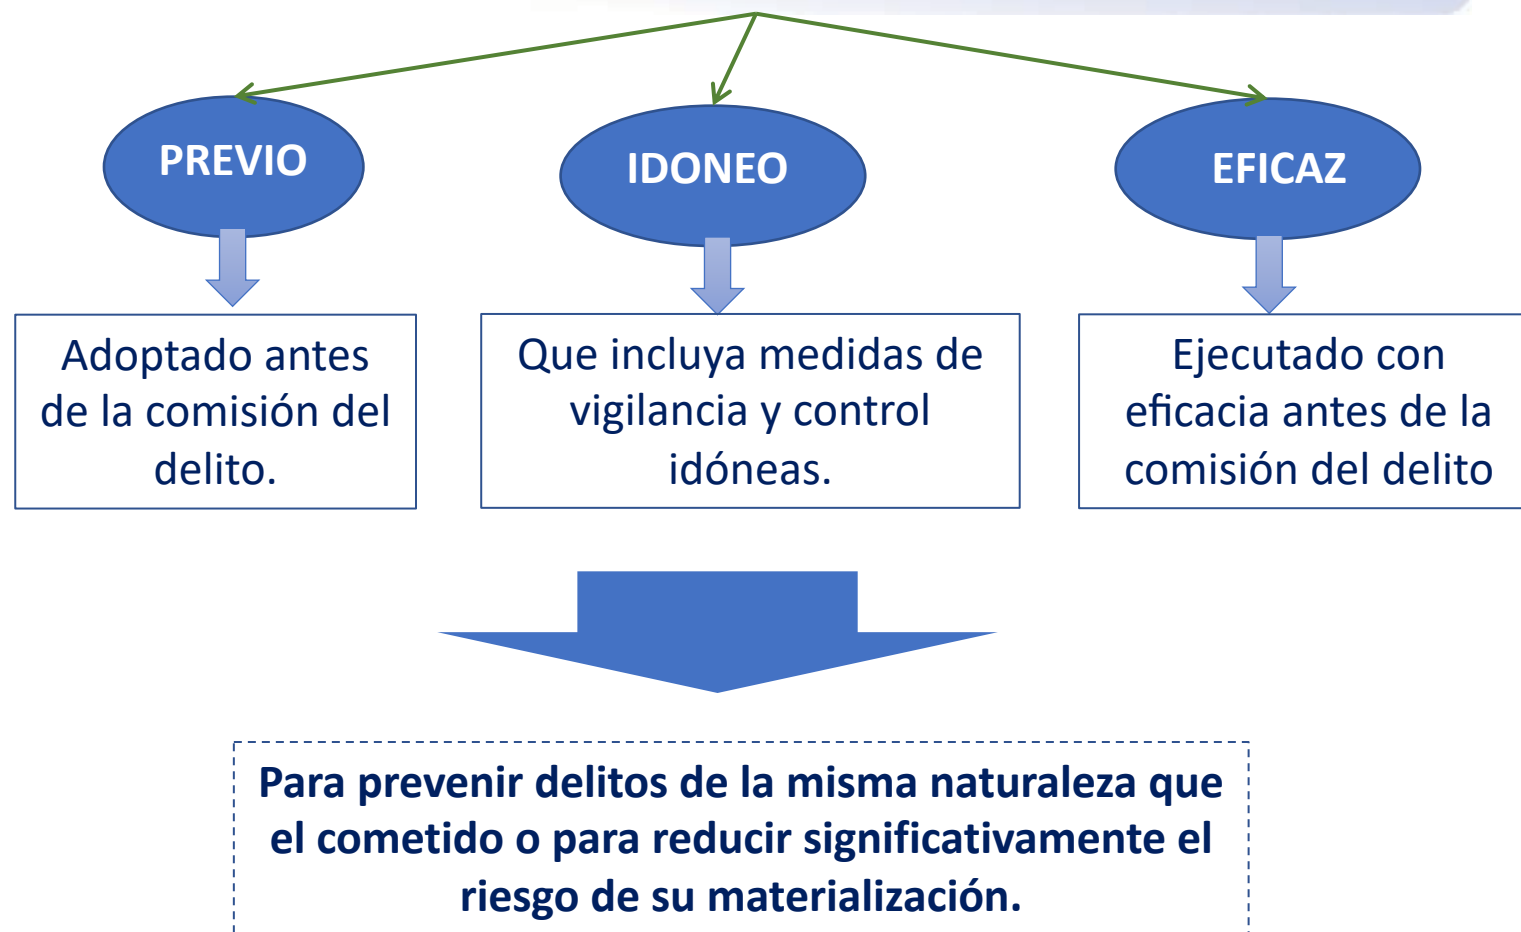 PREVIO
IDONEO
EFICAZ
Adoptado antes
de la comisión del
delito.
Que incluya medidas de
vigilancia y control
idóneas.
Ejecutado con
eficacia antes de la
comisión del delito
Para prevenir delitos de la misma naturaleza que
el cometido o para reducir significativamente el
riesgo de su materialización.